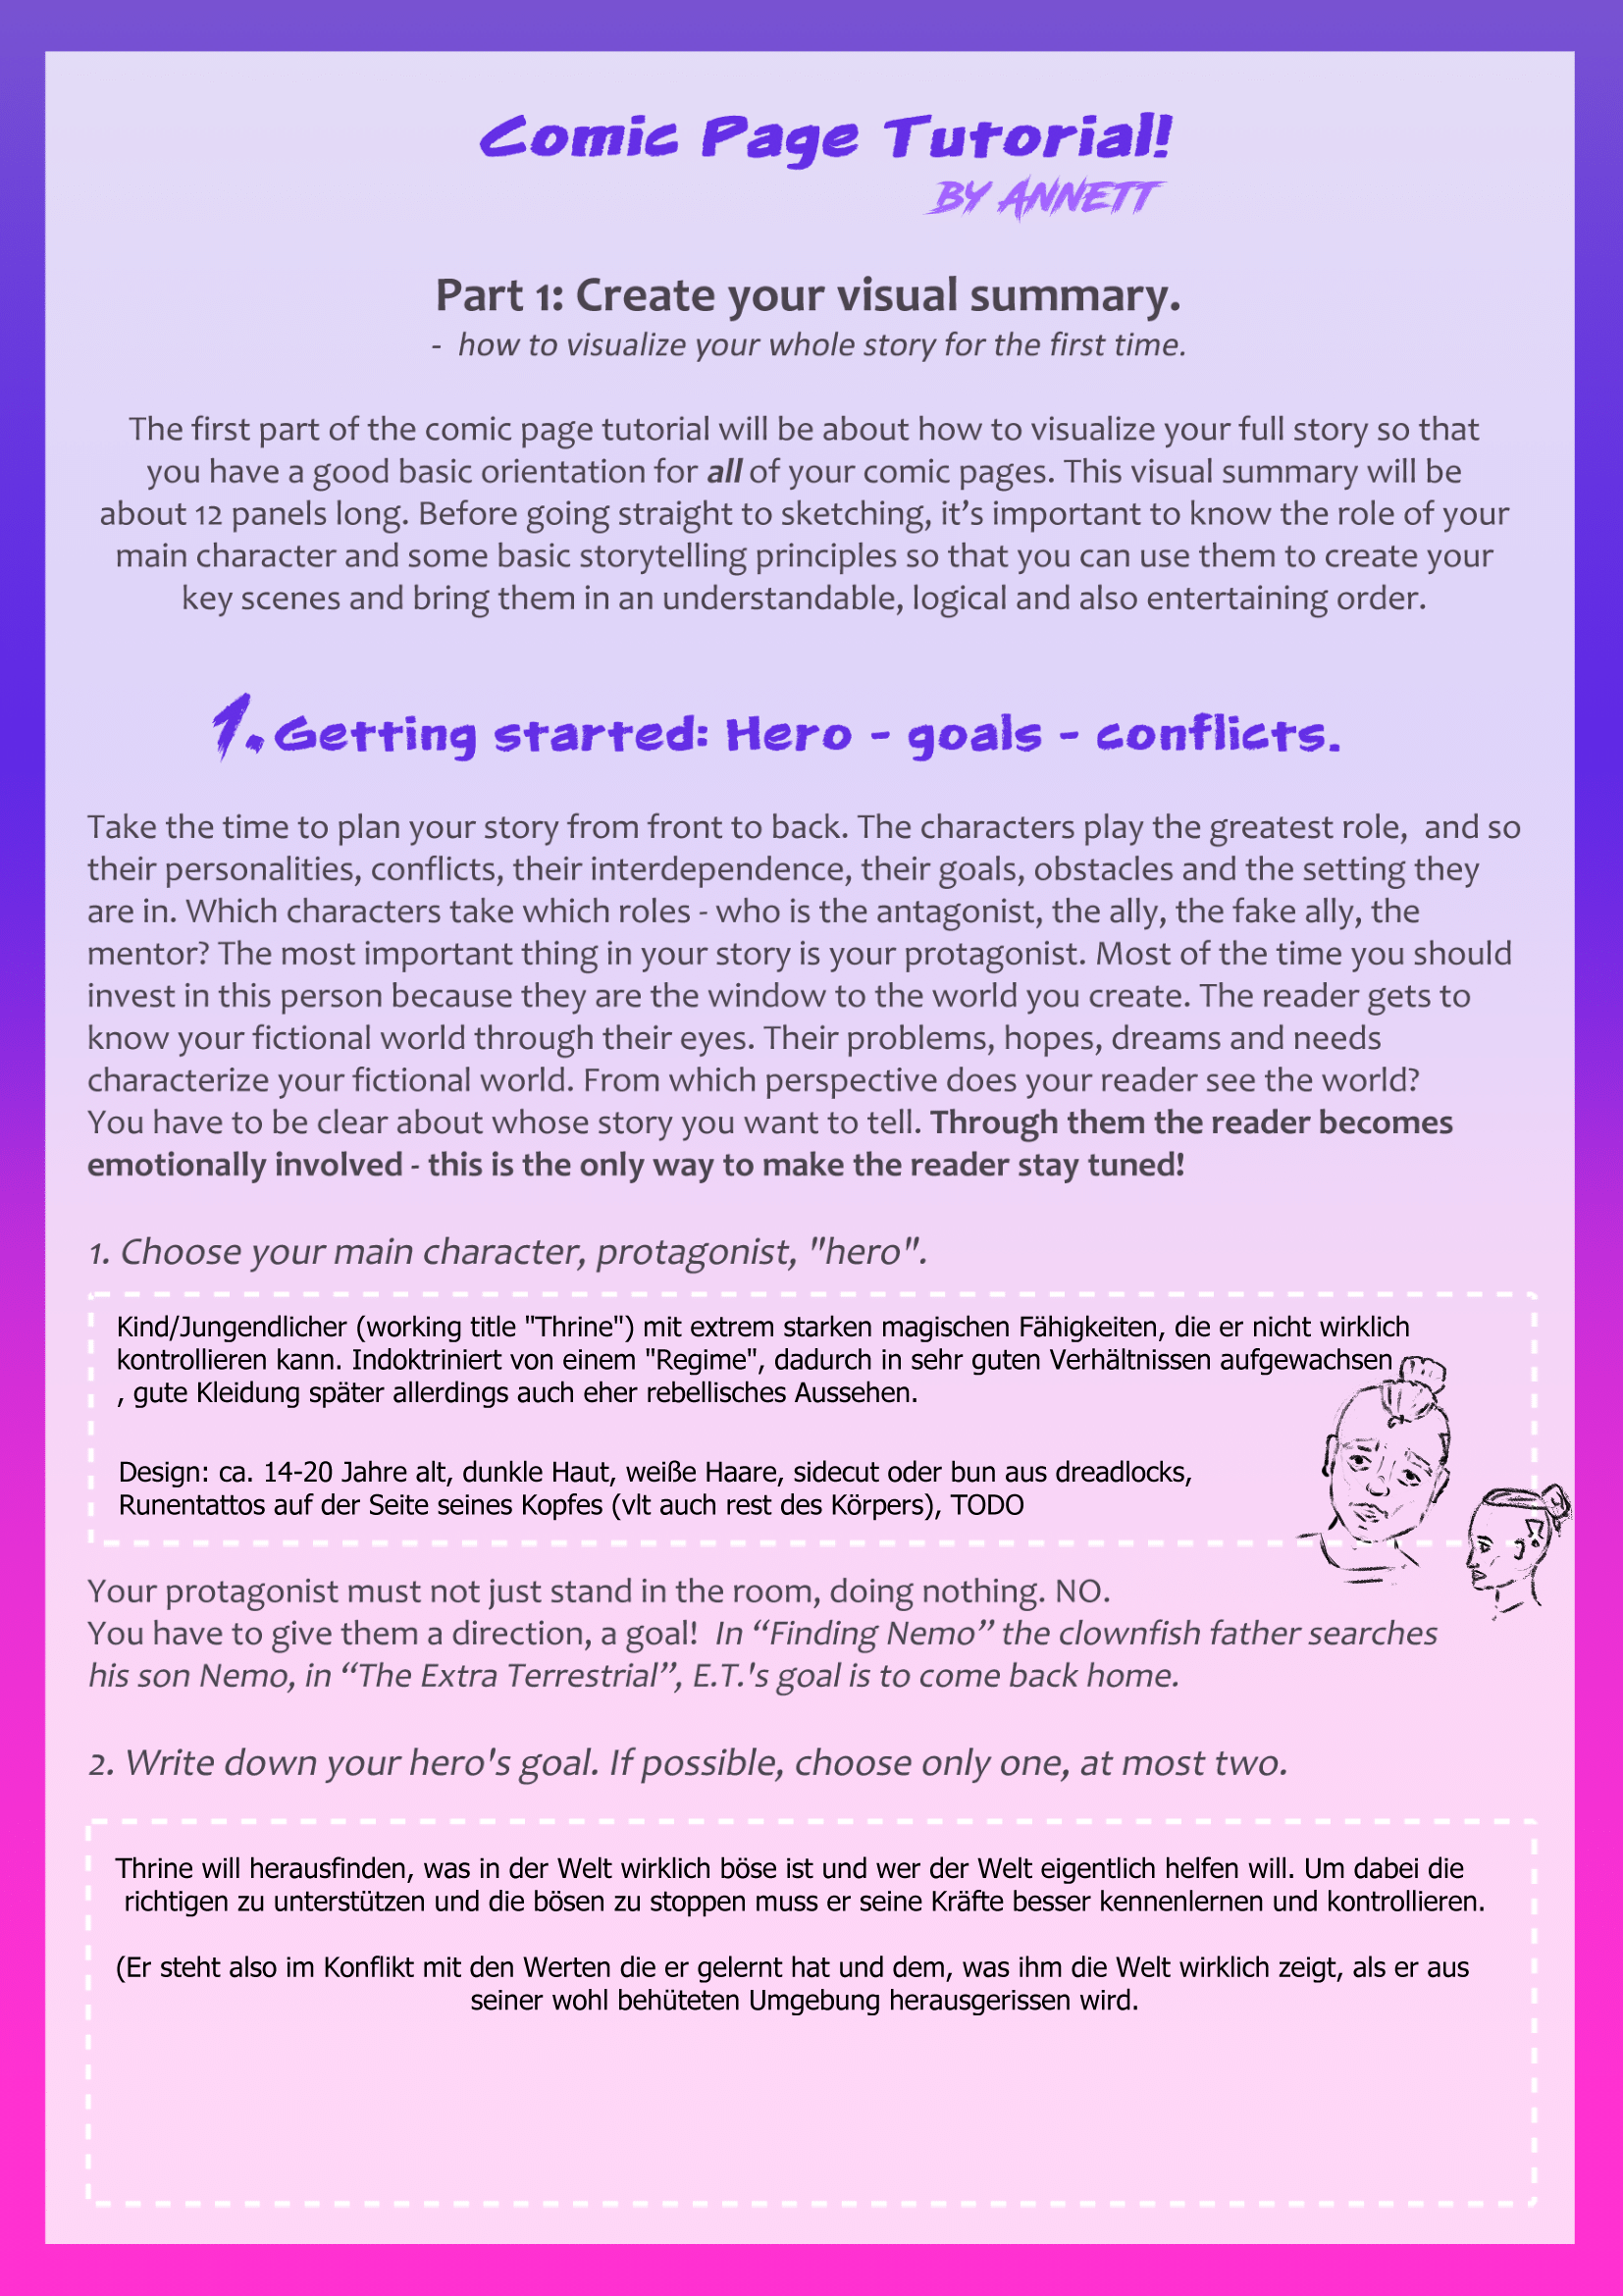 Comic Page Tutorial!
BY ANNETT
Part 1: Create your visual summary.
- how to visualize your whole story for the first time.
The first part of the comic page tutorial will be about how to visualize your full story so that
you have a good basic orientation for all of your comic pages. This visual summary will be
about 12 panels long. Before going straight to sketching, it’s important to know the role of your
main character and some basic storytelling principles so that you can use them to create your
key scenes and bring them in an understandable, logical and also entertaining order.
1. Getting started: Hero - goals - conflicts.
Take the time to plan your story from front to back. The characters play the greatest role,  and so
their personalities, conflicts, their interdependence, their goals, obstacles and the setting they
are in. Which characters take which roles - who is the antagonist, the ally, the fake ally, the
mentor? The most important thing in your story is your protagonist. Most of the time you should
invest in this person because they are the window to the world you create. The reader gets to
know your fictional world through their eyes. Their problems, hopes, dreams and needs
characterize your fictional world. From which perspective does your reader see the world?
You have to be clear about whose story you want to tell. Through them the reader becomes
emotionally involved - this is the only way to make the reader stay tuned!
1. Choose your main character, protagonist, "hero".
Kind/Jungendlicher (working title "Thrine") mit extrem starken magischen Fähigkeiten, die er nicht wirklich
kontrollieren kann. Indoktriniert von einem "Regime", dadurch in sehr guten Verhältnissen aufgewachsen
, gute Kleidung später allerdings auch eher rebellisches Aussehen.
Design: ca. 14-20 Jahre alt, dunkle Haut, weiße Haare, sidecut oder bun aus dreadlocks,
Runentattos auf der Seite seines Kopfes (vlt auch rest des Körpers), TODO
Your protagonist must not just stand in the room, doing nothing. NO.
You have to give them a direction, a goal!  In “Finding Nemo” the clownfish father searches
his son Nemo, in “The Extra Terrestrial”, E.T.'s goal is to come back home.
2. Write down your hero's goal. If possible, choose only one, at most two.
Thrine will herausfinden, was in der Welt wirklich böse ist und wer der Welt eigentlich helfen will. Um dabei die
richtigen zu unterstützen und die bösen zu stoppen muss er seine Kräfte besser kennenlernen und kontrollieren.
(Er steht also im Konflikt mit den Werten die er gelernt hat und dem, was ihm die Welt wirklich zeigt, als er aus
seiner wohl behüteten Umgebung herausgerissen wird.